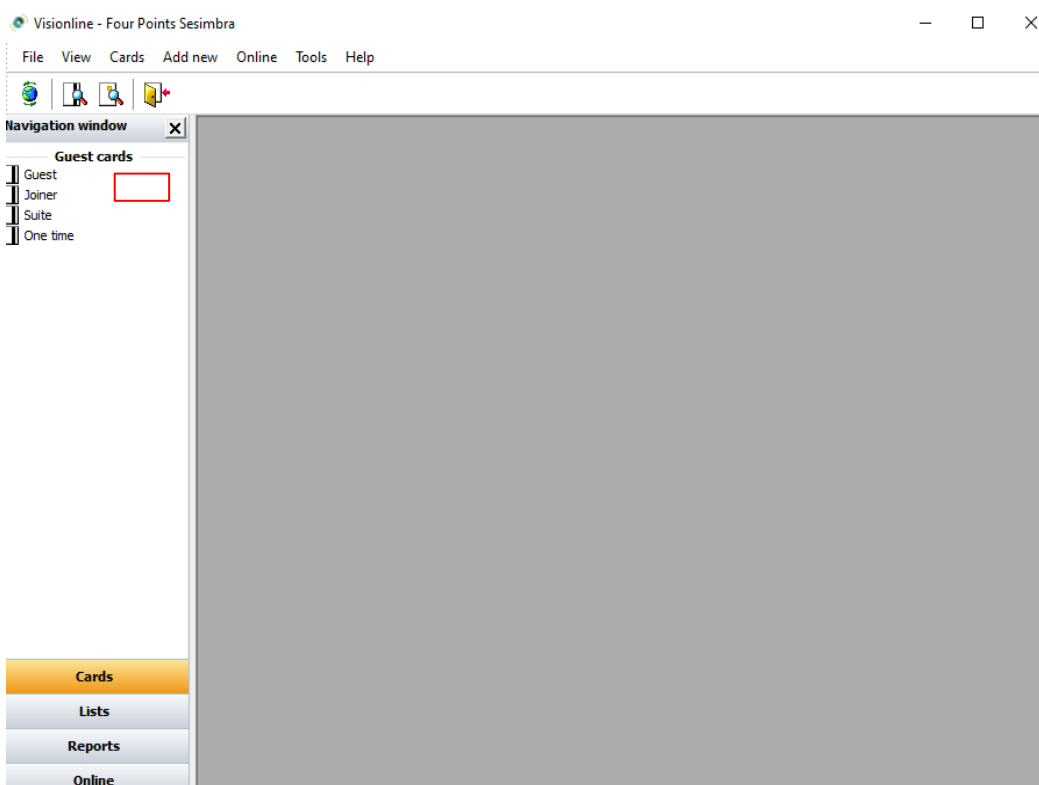 Visionline - Four Points Sesimbra
File View Cards Add new Online Tools Help
Navigation window
Guest cards
Guest
Joiner
Suite
One time
Cards
Lists
Reports
Online